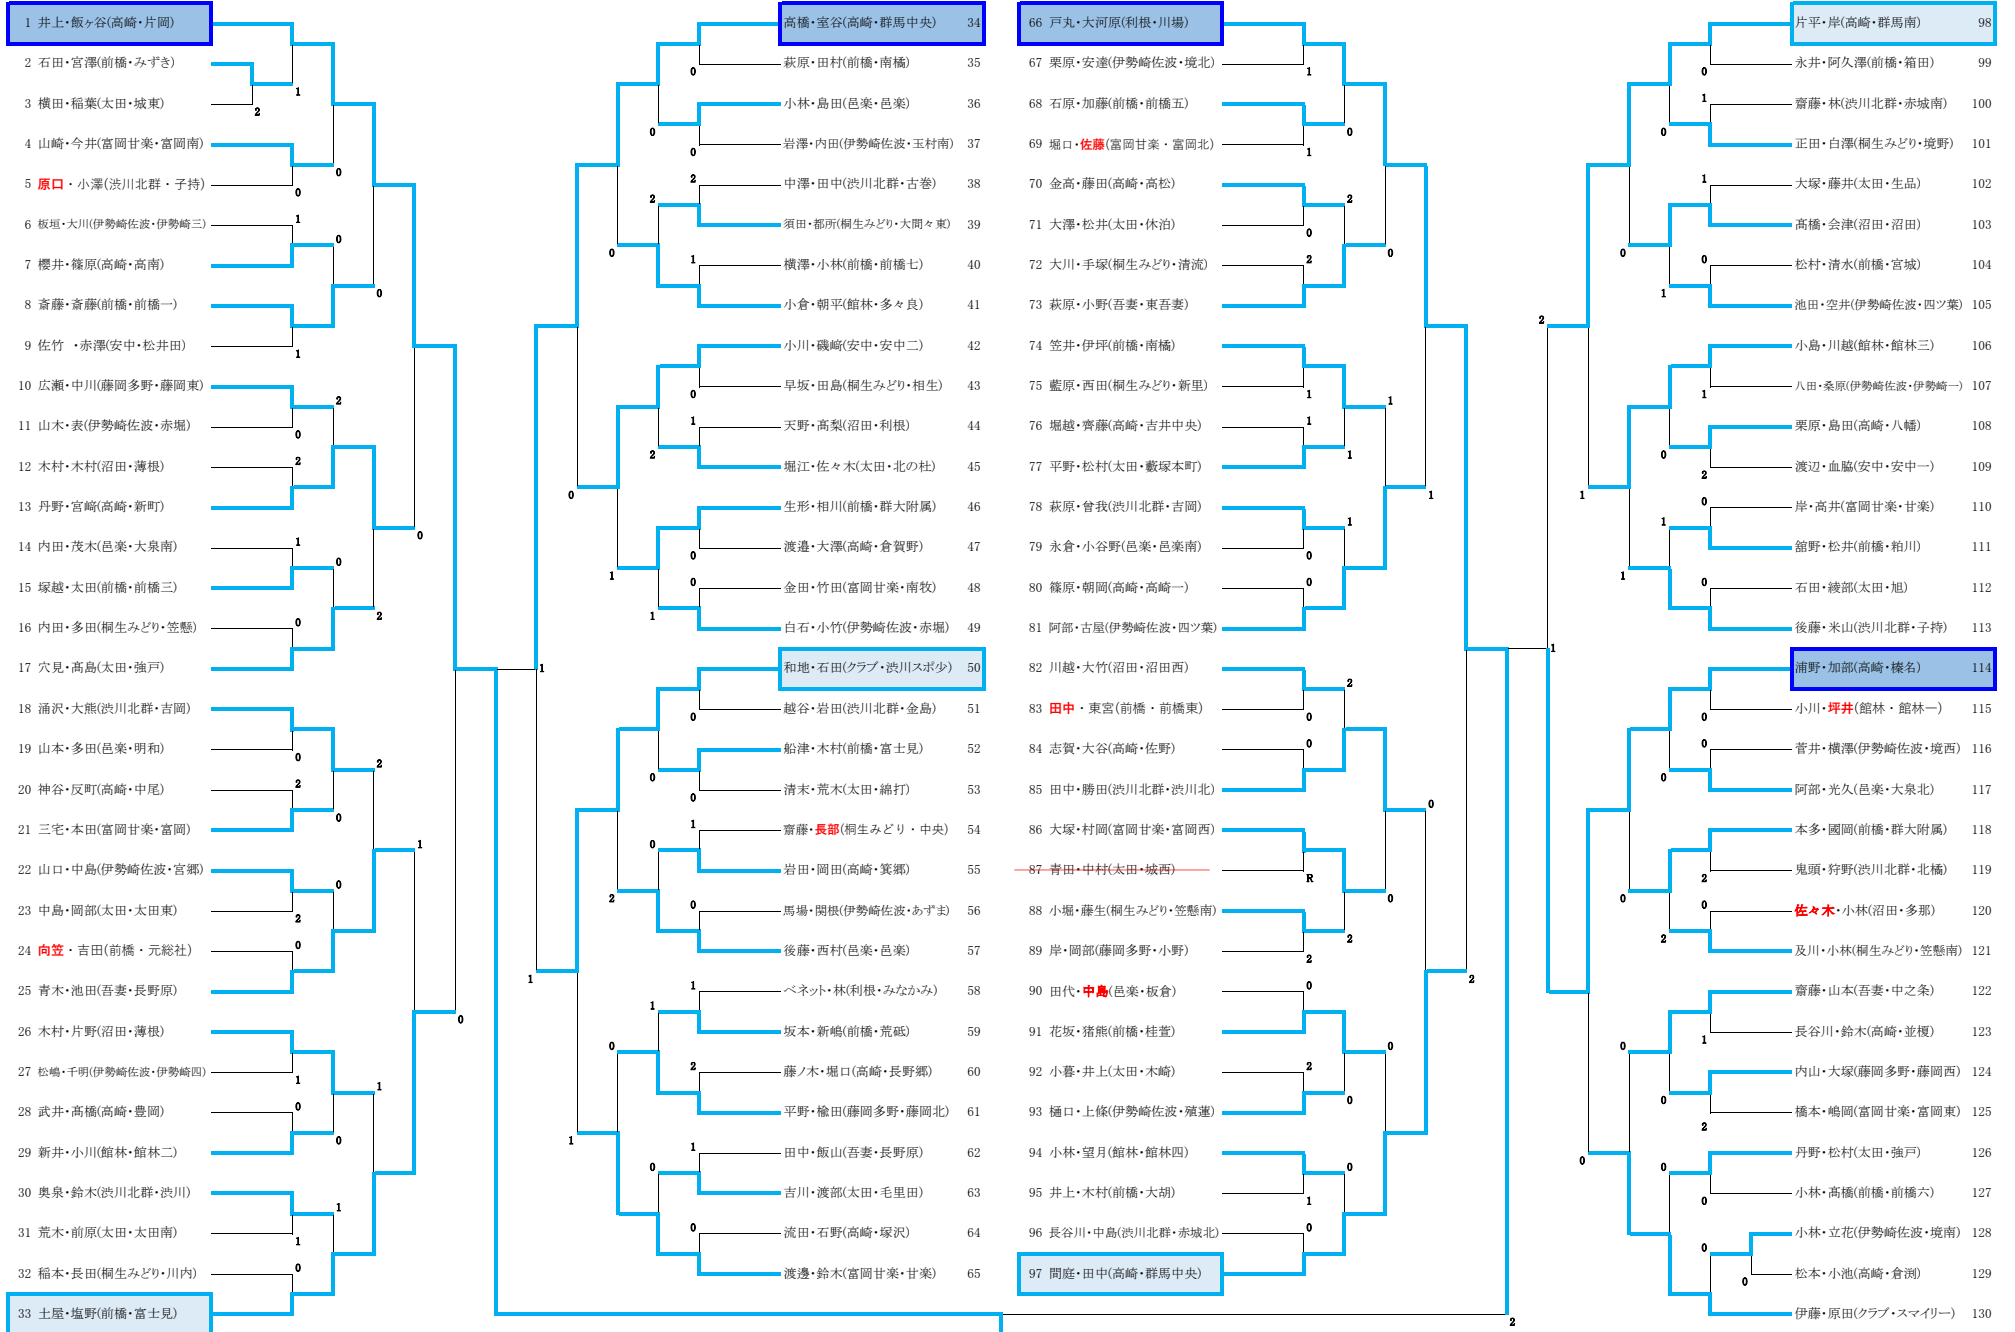 1 井上・飯ヶ谷(高崎・片岡)
2 石田・宮澤(前橋・みずき)
3 横田・稲葉(太田・城東)
4 山崎・今井(富岡甘楽・富岡南)
5 原口・小澤(渋川北群・子持)
6 板垣・大川(伊勢崎佐波・伊勢崎三)
7 櫻井・篠原(高崎・高南)
8 斎藤・斎藤(前橋・前橋一)
9 佐竹 ・赤澤(安中・松井田)
10 広瀬・中川(藤岡多野・藤岡東)
11 山木・表(伊勢崎佐波・赤堀)
12 木村・木村(沼田・薄根)
13 丹野・宮崎(高崎・新町)
14 内田・茂木(邑楽・大泉南)
15 塚越・太田(前橋・前橋三)
16 内田・多田(桐生みどり・笠懸)
17 穴見・髙島(太田・強戸)
18 涌沢・大熊(渋川北群・吉岡)
19 山本・多田(邑楽・明和)
20 神谷・反町(高崎・中尾)
21 三宅・本田(富岡甘楽・富岡)
22 山口・中島(伊勢崎佐波・宮郷)
23 中島・岡部(太田・太田東)
24 向笠・吉田(前橋・元総社)
25 青木・池田(吾妻・長野原)
26 木村・片野(沼田・薄根)
27 松嶋・千明(伊勢崎佐波・伊勢崎四)
28 武井・髙橋(高崎・豊岡)
29 新井・小川(館林・館林二)
30 奥泉・鈴木(渋川北群・渋川)
31 荒木・前原(太田・太田南)
32 稲本・長田(桐生みどり・川内)
33 土屋・塩野(前橋・富士見)
高橋・室谷(高崎・群馬中央) 34
萩原・田村(前橋・南橘) 35
小林・島田(邑楽・邑楽) 36
岩澤・内田(伊勢崎佐波・玉村南) 37
中澤・田中(渋川北群・古巻) 38
須田・都所(桐生みどり・大間々東) 39
横澤・小林(前橋・前橋七) 40
小倉・朝平(館林・多々良) 41
小川・磯崎(安中・安中二) 42
早坂・田島(桐生みどり・相生) 43
天野・髙梨(沼田・利根) 44
堀江・佐々木(太田・北の杜) 45
生形・相川(前橋・群大附属) 46
渡邉・大澤(高崎・倉賀野) 47
金田・竹田(富岡甘楽・南牧) 48
白石・小竹(伊勢崎佐波・赤堀) 49
和地・石田(クラブ・渋川スポ少) 50
越谷・岩田(渋川北群・金島) 51
船津・木村(前橋・富士見) 52
清末・荒木(太田・綿打) 53
齋藤・長部(桐生みどり・中央) 54
岩田・岡田(高崎・箕郷) 55
馬場・関根(伊勢崎佐波・あずま) 56
後藤・西村(邑楽・邑楽) 57
ベネット・林(利根・みなかみ) 58
坂本・新嶋(前橋・荒砥) 59
藤ノ木・堀口(高崎・長野郷) 60
平野・楡田(藤岡多野・藤岡北) 61
田中・飯山(吾妻・長野原) 62
吉川・渡部(太田・毛里田) 63
流田・石野(高崎・塚沢) 64
渡邊・鈴木(富岡甘楽・甘楽) 65
66 戸丸・大河原(利根・川場)
67 栗原・安達(伊勢崎佐波・境北)
68 石原・加藤(前橋・前橋五)
69 堀口・佐藤(富岡甘楽・富岡北)
70 金高・藤田(高崎・高松)
71 大澤・松井(太田・休泊)
72 大川・手塚(桐生みどり・清流)
73 萩原・小野(吾妻・東吾妻)
74 笠井・伊坪(前橋・南橘)
75 藍原・西田(桐生みどり・新里)
76 堀越・齊藤(高崎・吉井中央)
77 平野・松村(太田・藪塚本町)
78 萩原・曾我(渋川北群・吉岡)
79 永倉・小谷野(邑楽・邑楽南)
80 篠原・朝岡(高崎・高崎一)
81 阿部・古屋(伊勢崎佐波・四ツ葉)
82 川越・大竹(沼田・沼田西)
83 田中・東宮(前橋・前橋東)
84 志賀・大谷(高崎・佐野)
85 田中・勝田(渋川北群・渋川北)
86 大塚・村岡(富岡甘楽・富岡西)
87 青田・中村(太田・城西)
88 小堀・藤生(桐生みどり・笠懸南)
89 岸・岡部(藤岡多野・小野)
90 田代・中島(邑楽・板倉)
91 花坂・猪熊(前橋・桂萱)
92 小暮・井上(太田・木崎)
93 樋口・上條(伊勢崎佐波・殖蓮)
94 小林・望月(館林・館林四)
95 井上・木村(前橋・大胡)
96 長谷川・中島(渋川北群・赤城北)
97 間庭・田中(高崎・群馬中央)
片平・岸(高崎・群馬南) 98
永井・阿久澤(前橋・箱田) 99
齋藤・林(渋川北群・赤城南) 100
正田・白澤(桐生みどり・境野) 101
大塚・藤井(太田・生品) 102
髙橋・会津(沼田・沼田) 103
松村・清水(前橋・宮城) 104
池田・空井(伊勢崎佐波・四ツ葉) 105
小島・川越(館林・館林三) 106
八田・桑原(伊勢崎佐波・伊勢崎一) 107
栗原・島田(高崎・八幡) 108
渡辺・血脇(安中・安中一) 109
岸・高井(富岡甘楽・甘楽) 110
舘野・松井(前橋・粕川) 111
石田・綾部(太田・旭) 112
後藤・米山(渋川北群・子持) 113
浦野・加部(高崎・榛名) 114
小川・坪井(館林・館林一) 115
菅井・横澤(伊勢崎佐波・境西) 116
阿部・光久(邑楽・大泉北) 117
本多・國岡(前橋・群大附属) 118
鬼頭・狩野(渋川北群・北橘) 119
佐々木・小林(沼田・多那) 120
及川・小林(桐生みどり・笠懸南) 121
齋藤・山本(吾妻・中之条) 122
長谷川・鈴木(高崎・並榎) 123
内山・大塚(藤岡多野・藤岡西) 124
橋本・嶋岡(富岡甘楽・富岡東) 125
丹野・松村(太田・強戸) 126
小林・髙橋(前橋・前橋六) 127
小林・立花(伊勢崎佐波・境南) 128
松本・小池(高崎・倉渕) 129
伊藤・原田(クラブ・スマイリー) 130